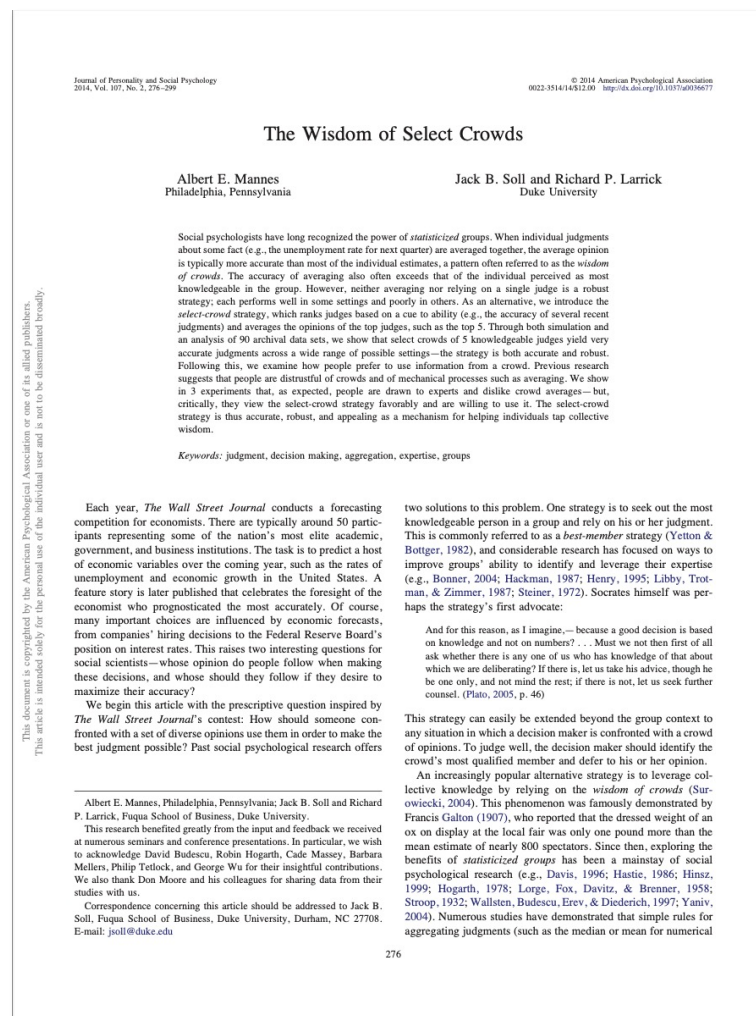 Journal of Personality and Social Psychology
2014, Vol. 107, No. 2, 276–299
© 2014 American Psychological Association
0022-3514/14/$12.00 http://dx.doi.org/10.1037/a0036677
The Wisdom of Select Crowds
Albert E. Mannes
Philadelphia, Pennsylvania
Jack B. Soll and Richard P. Larrick
Duke University
Social psychologists have long recognized the power of statisticized groups. When individual judgments
about some fact (e.g., the unemployment rate for next quarter) are averaged together, the average opinion
is typically more accurate than most of the individual estimates, a pattern often referred to as the wisdom
of crowds. The accuracy of averaging also often exceeds that of the individual perceived as most
knowledgeable in the group. However, neither averaging nor relying on a single judge is a robust
strategy; each performs well in some settings and poorly in others. As an alternative, we introduce the
select-crowd strategy, which ranks judges based on a cue to ability (e.g., the accuracy of several recent
judgments) and averages the opinions of the top judges, such as the top 5. Through both simulation and
an analysis of 90 archival data sets, we show that select crowds of 5 knowledgeable judges yield very
accurate judgments across a wide range of possible settings—the strategy is both accurate and robust.
Following this, we examine how people prefer to use information from a crowd. Previous research
suggests that people are distrustful of crowds and of mechanical processes such as averaging. We show
in 3 experiments that, as expected, people are drawn to experts and dislike crowd averages—but,
critically, they view the select-crowd strategy favorably and are willing to use it. The select-crowd
strategy is thus accurate, robust, and appealing as a mechanism for helping individuals tap collective
wisdom.
Keywords: judgment, decision making, aggregation, expertise, groups
Each year, The Wall Street Journal conducts a forecasting
competition for economists. There are typically around 50 partic-
ipants representing some of the nation's most elite academic,
government, and business institutions. The task is to predict a host
of economic variables over the coming year, such as the rates of
unemployment and economic growth in the United States. A
feature story is later published that celebrates the foresight of the
economist who prognosticated the most accurately. Of course,
many important choices are influenced by economic forecasts,
from companies' hiring decisions to the Federal Reserve Board's
position on interest rates. This raises two interesting questions for
social scientists—whose opinion do people follow when making
these decisions, and whose should they follow if they desire to
maximize their accuracy?
We begin this article with the prescriptive question inspired by
The Wall Street Journal's contest: How should someone con-
fronted with a set of diverse opinions use them in order to make the
best judgment possible? Past social psychological research offers
Albert E. Mannes, Philadelphia, Pennsylvania; Jack B. Soll and Richard
P. Larrick, Fuqua School of Business, Duke University.
This research benefited greatly from the input and feedback we received
at numerous seminars and conference presentations. In particular, we wish
to acknowledge David Budescu, Robin Hogarth, Cade Massey, Barbara
Mellers, Philip Tetlock, and George Wu for their insightful contributions.
We also thank Don Moore and his colleagues for sharing data from their
studies with us.
Correspondence concerning this article should be addressed to Jack B.
Soll, Fuqua School of Business, Duke University, Durham, NC 27708.
E-mail: jsoll@duke.edu
two solutions to this problem. One strategy is to seek out the most
knowledgeable person in a group and rely on his or her judgment.
This is commonly referred to as a best-member strategy (Yetton &
Bottger, 1982), and considerable research has focused on ways to
improve groups' ability to identify and leverage their expertise
(e.g., Bonner, 2004; Hackman, 1987; Henry, 1995; Libby, Trot-
man, & Zimmer, 1987; Steiner, 1972). Socrates himself was per-
haps the strategy's first advocate:
And for this reason, as I imagine,—because a good decision is based
on knowledge and not on numbers? . . . Must we not then first of all
ask whether there is any one of us who has knowledge of that about
which we are deliberating? If there is, let us take his advice, though he
be one only, and not mind the rest; if there is not, let us seek further
counsel. (Plato, 2005, p. 46)
This strategy can easily be extended beyond the group context to
any situation in which a decision maker is confronted with a crowd
of opinions. To judge well, the decision maker should identify the
crowd's most qualified member and defer to his or her opinion.
An increasingly popular alternative strategy is to leverage col-
lective knowledge by relying on the wisdom of crowds (Sur-
owiecki, 2004). This phenomenon was famously demonstrated by
Francis Galton (1907), who reported that the dressed weight of an
ox on display at the local fair was only one pound more than the
mean estimate of nearly 800 spectators. Since then, exploring the
benefits of statisticized groups has been a mainstay of social
psychological research (e.g., Davis, 1996; Hastie, 1986; Hinsz,
1999; Hogarth, 1978; Lorge, Fox, Davitz, & Brenner, 1958;
Stroop, 1932; Wallsten, Budescu, Erev, & Diederich, 1997; Yaniv,
2004). Numerous studies have demonstrated that simple rules for
aggregating judgments (such as the median or mean for numerical
276
This document is copyrighted by the American Psychological Association or one of its allied publishers.
This article is intended solely for the personal use of the individual user and is not to be disseminated broadly.